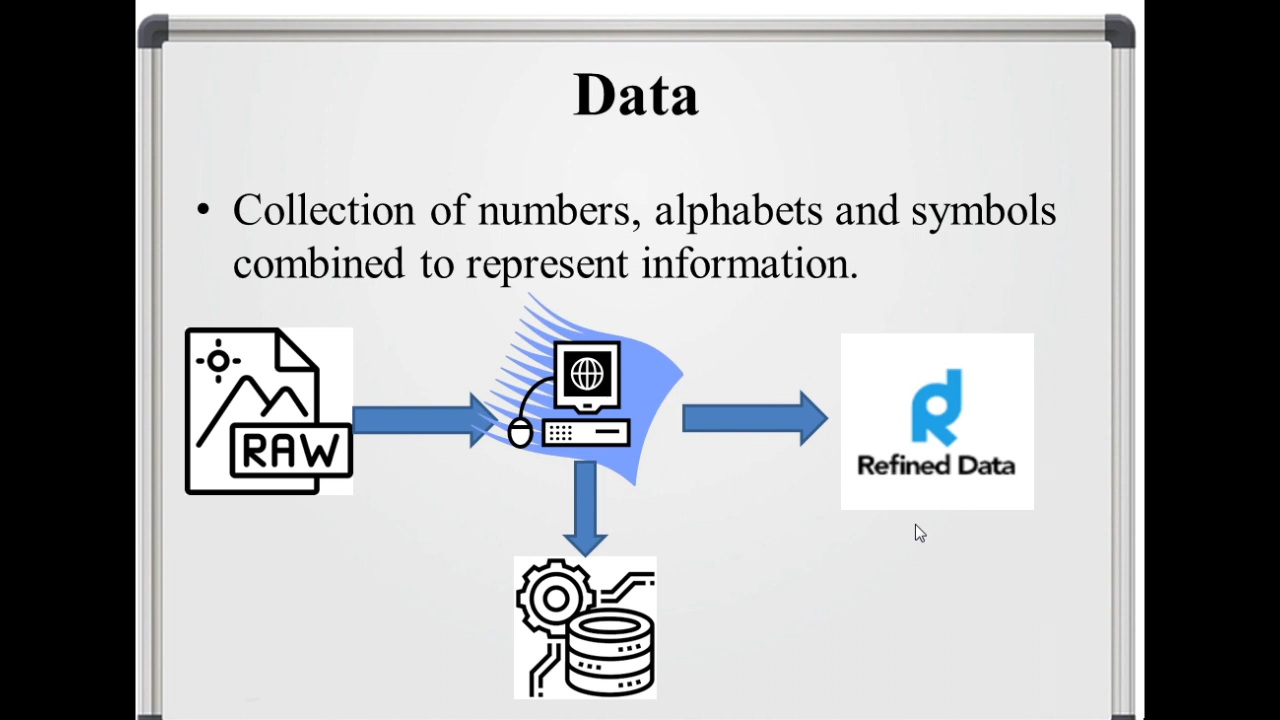 Data
• Collection of numbers, alphabets and symbols
combined to represent information.
RAW
Refined Data